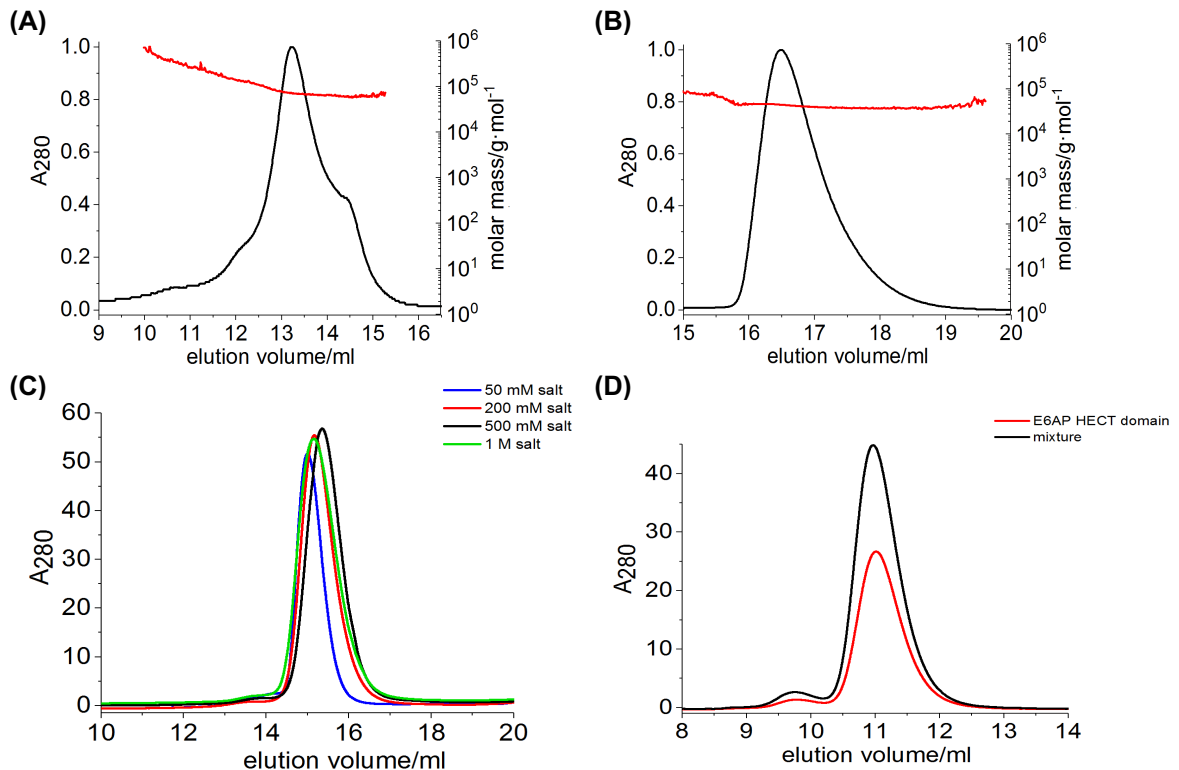 (A)
1.0
0.8
0.6
0.4
0.2
0.0
A280
10^6
10^5
10^4
10^3
10^2
10^1
10^0
molar mass/g·mol^-1
9 10 11 12 13 14 15 16
elution volume/ml
(B)
1.0
0.8
0.6
0.4
0.2
0.0
A280
10^6
10^5
10^4
10^3
10^2
10^1
10^0
molar mass/g·mol^-1
15 16 17 18 19 20
elution volume/ml
(C)
50 mM salt
200 mM salt
500 mM salt
1 M salt
60
50
40
30
20
10
0
A280
10 12 14 16 18 20
elution volume/ml
(D)
E6AP HECT domain
mixture
40
30
20
10
0
A280
8 9 10 11 12 13 14
elution volume/ml